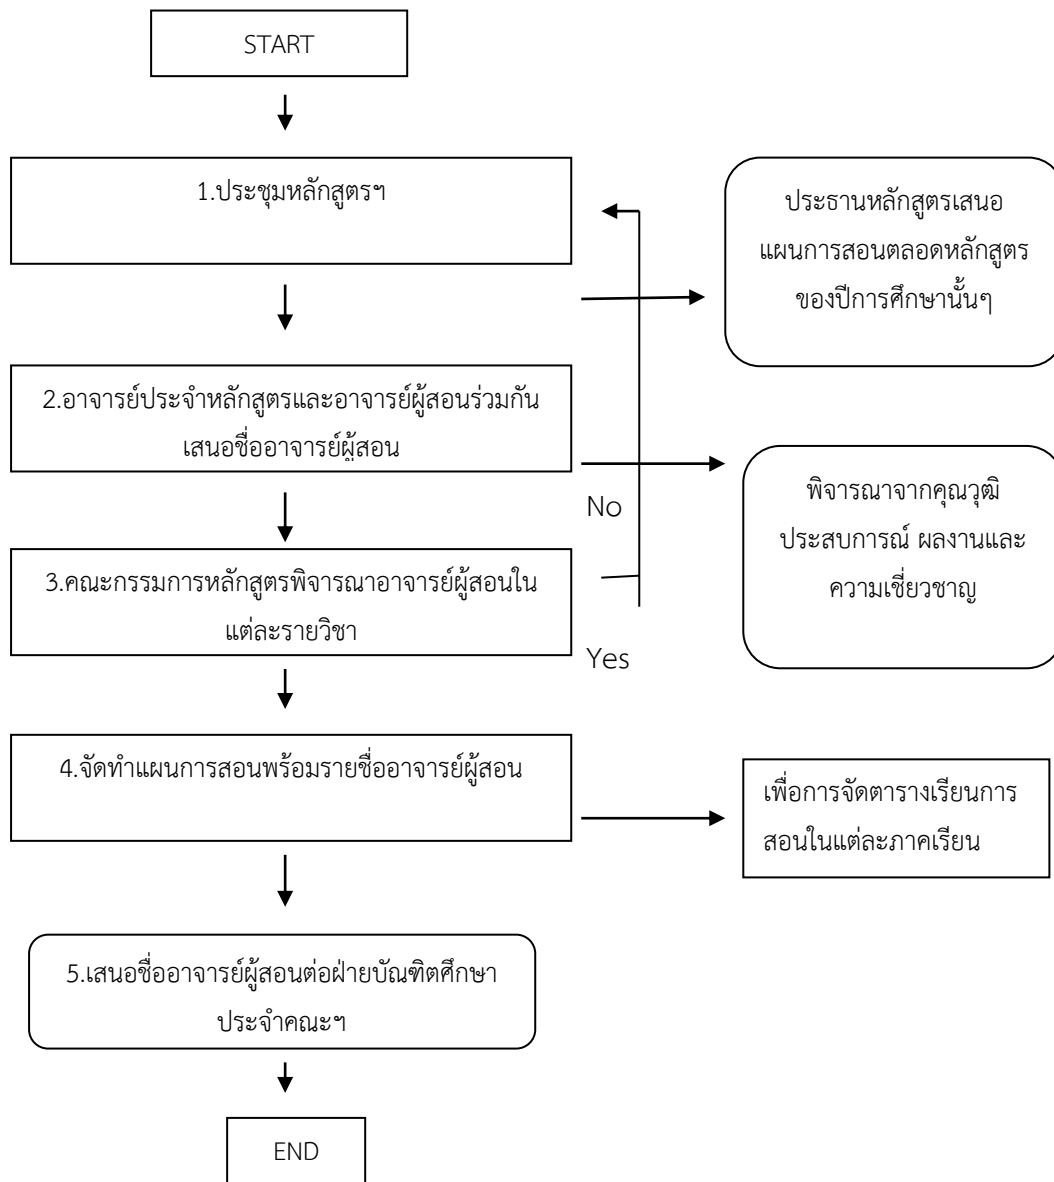 START
1.ประชุมหลักสูตรฯ
ประธานหลักสูตรเสนอ
แผนการสอนตลอดหลักสูตร
ของปีการศึกษานั้นๆ
2.อาจารย์ประจำหลักสูตรและอาจารย์ผู้สอนร่วมกัน
เสนอชื่ออาจารย์ผู้สอน
พิจารณาจากคุณวุฒิ
ประสบการณ์ ผลงานและ
ความเชี่ยวชาญ
No
3.คณะกรรมการหลักสูตรพิจารณาอาจารย์ผู้สอนใน
แต่ละรายวิชา
Yes
4.จัดทำแผนการสอนพร้อมรายชื่ออาจารย์ผู้สอน
เพื่อการจัดตารางเรียนการ
สอนในแต่ละภาคเรียน
5.เสนอชื่ออาจารย์ผู้สอนต่อฝ่ายบัณฑิตศึกษา
ประจำคณะฯ
END